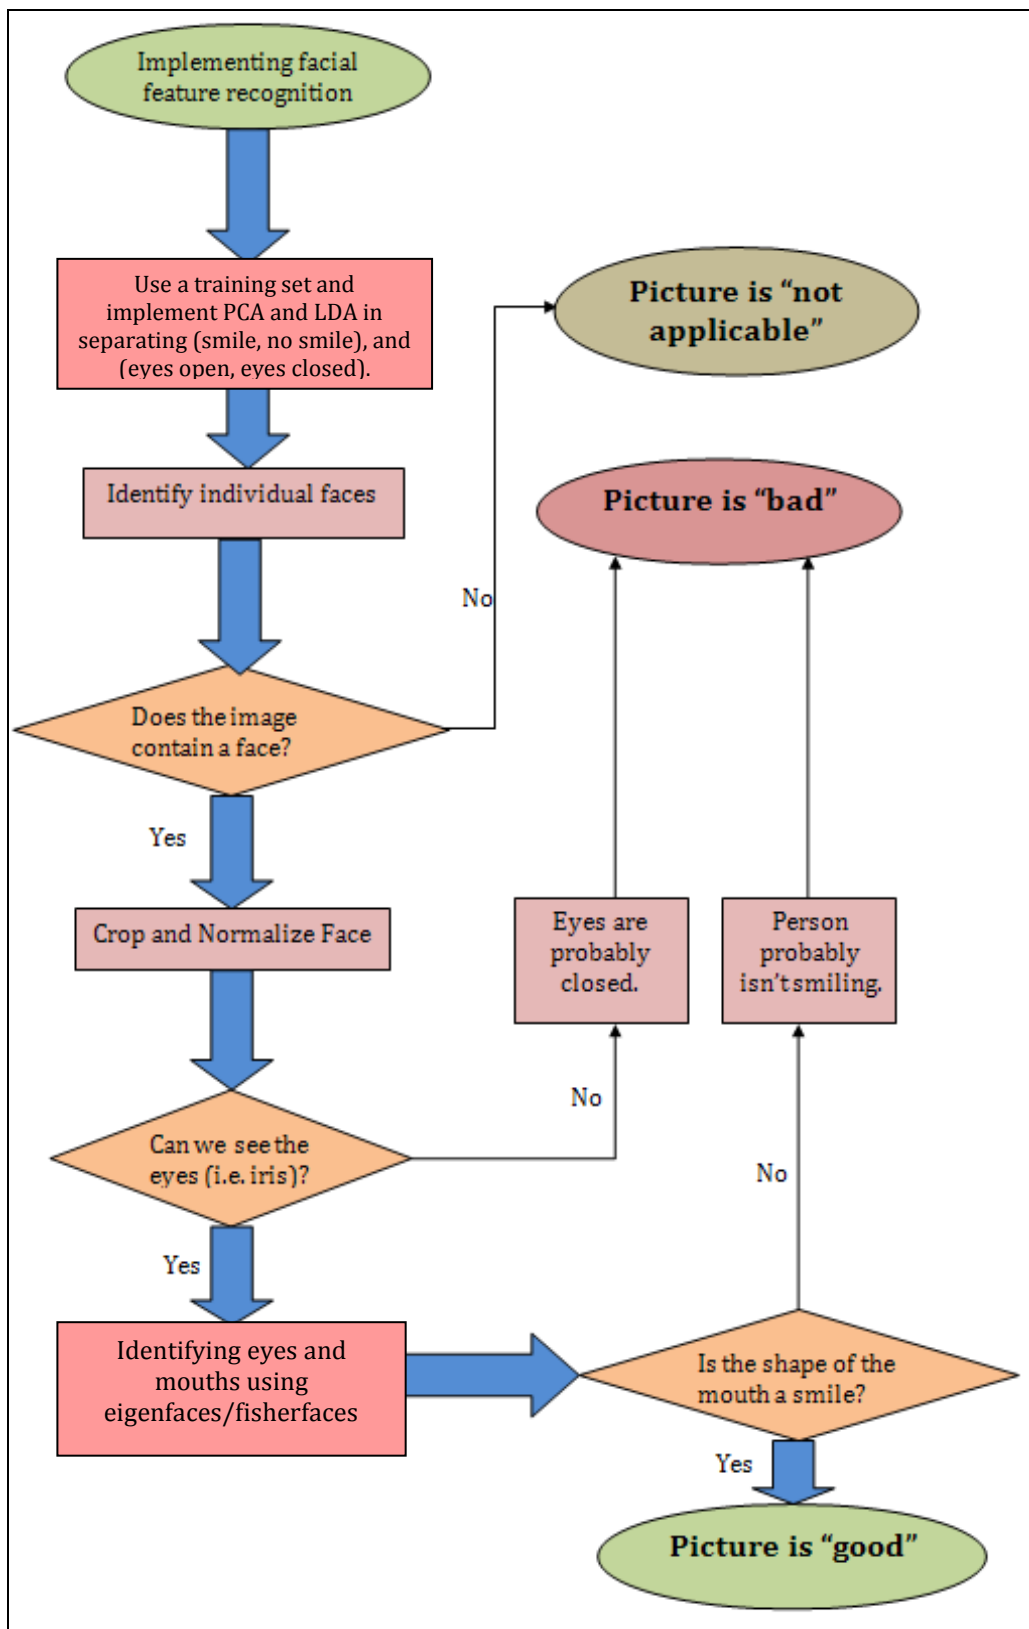 Implementing facial
feature recognition
Use a training set and
implement PCA and LDA in
separating (smile, no smile), and
(eyes open, eyes closed).
Picture is “not
applicable”
Identify individual faces
Picture is “bad”
No
Does the image
contain a face?
Yes
Crop and Normalize Face
Eyes are
probably
closed.
Person
probably
isn't smiling.
No
Can we see the
eyes (i.e. iris)?
No
Yes
Identifying eyes and
mouths using
eigenfaces/fisherfaces
Is the shape of the
mouth a smile?
Yes
Picture is “good”